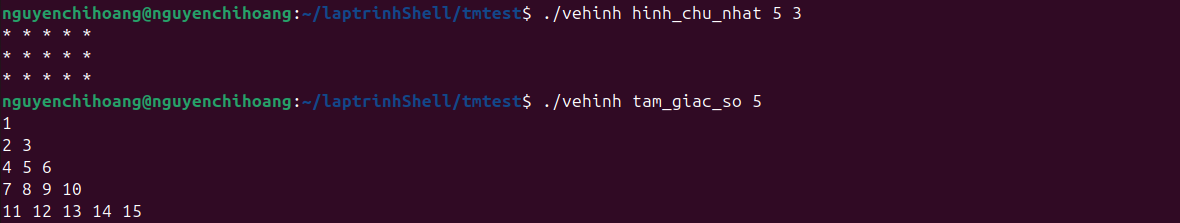 nguyenchihoang@nguyenchihoang:~/laptrinhShell/tmtest$ ./vehinh hinh_chu_nhat 5 3
* * * * *
* * * * *
* * * * *
nguyenchihoang@nguyenchihoang:~/laptrinhShell/tmtest$ ./vehinh tam_giac_so 5
1
2 3
4 5 6
7 8 9 10
11 12 13 14 15